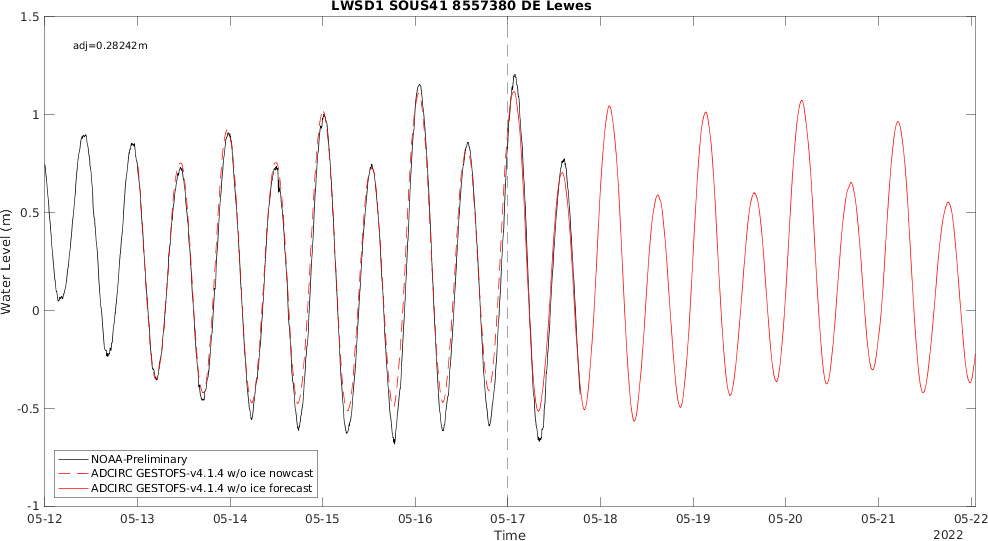 LWSD1 SOUS41 8557380 DE Lewes
1.5
adj=0.28242m
1
0.5
Water Level (m)
0
-0.5
NOAA-Preliminary
ADCIRC GESTOFS-v4.1.4 w/o ice nowcast
ADCIRC GESTOFS-v4.1.4 w/o ice forecast
-1
05-12 05-13 05-14 05-15 05-16 05-17 05-18 05-19 05-20 05-21 05-22
Time 2022